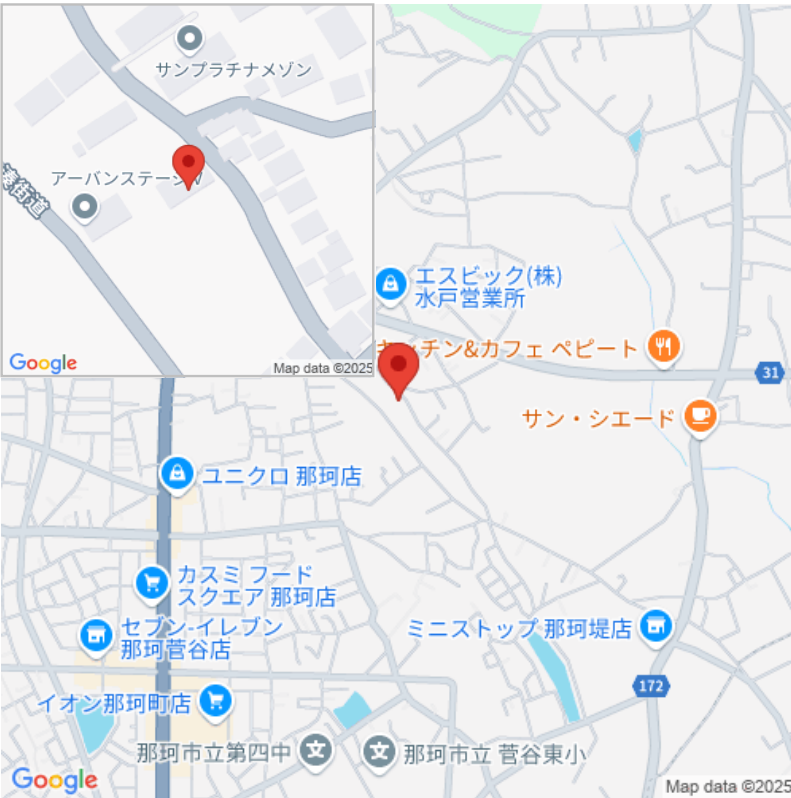 サンプラチナメゾン
アーバンステージⅣ
湊街道
Google
Map data ©2025
エスビック(株)
水戸営業所
キッチン&カフェ ペピート
31
サン・シエード
ユニクロ 那珂店
カスミ フード
スクエア 那珂店
セブン-イレブン
那珂菅谷店
ミニストップ 那珂堤店
172
イオン那珂町店
那珂市立第四中
那珂市立 菅谷東小
Google
Map data ©2025